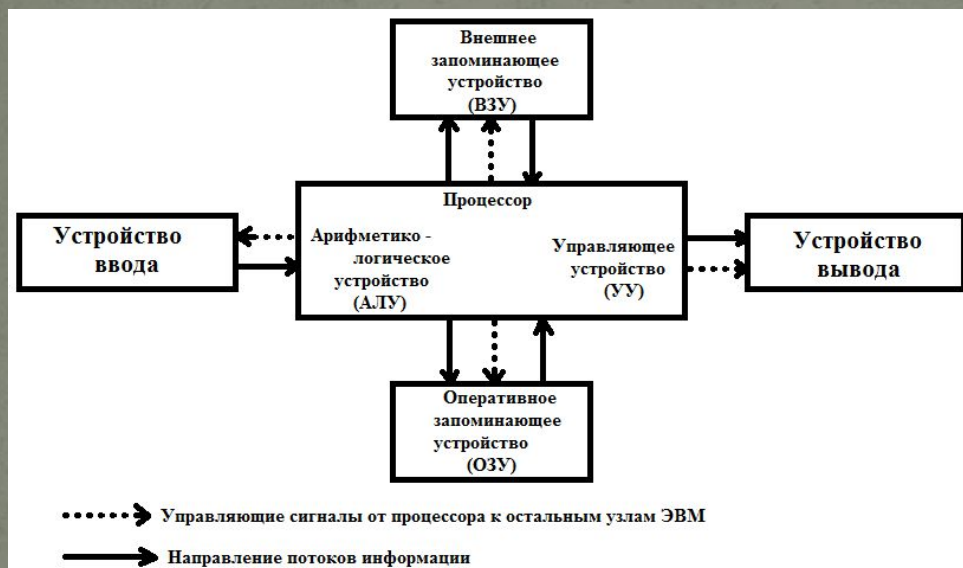 Внешнее
запоминающее
устройство
(ВЗУ)
Процессор
Устройство
ввода
Арифметико -
логическое
устройство
(АЛУ)
Управляющее
устройство
(УУ)
Устройство
вывода
Оперативное
запоминающее
устройство
(ОЗУ)
Управляющие сигналы от процессора к остальным узлам ЭВМ
Направление потоков информации